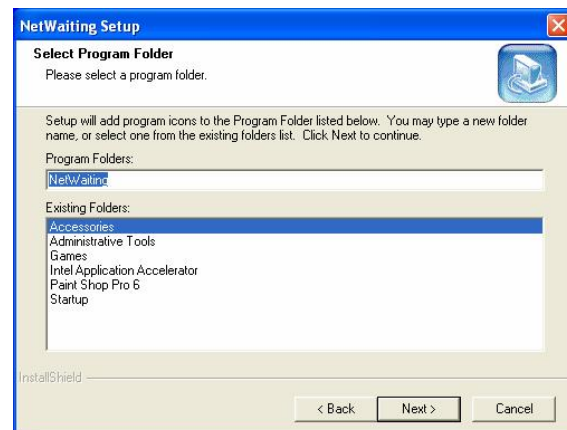 NetWaiting Setup
Select Program Folder
Please select a program folder.
Setup will add program icons to the Program Folder listed below. You may type a new folder
name, or select one from the existing folders list. Click Next to continue.
Program Folders:
NetWaiting
Existing Folders:
Accessories
Administrative Tools
Games
Intel Application Accelerator
Paint Shop Pro 6
Startup
InstallShield
< Back
Next >
Cancel